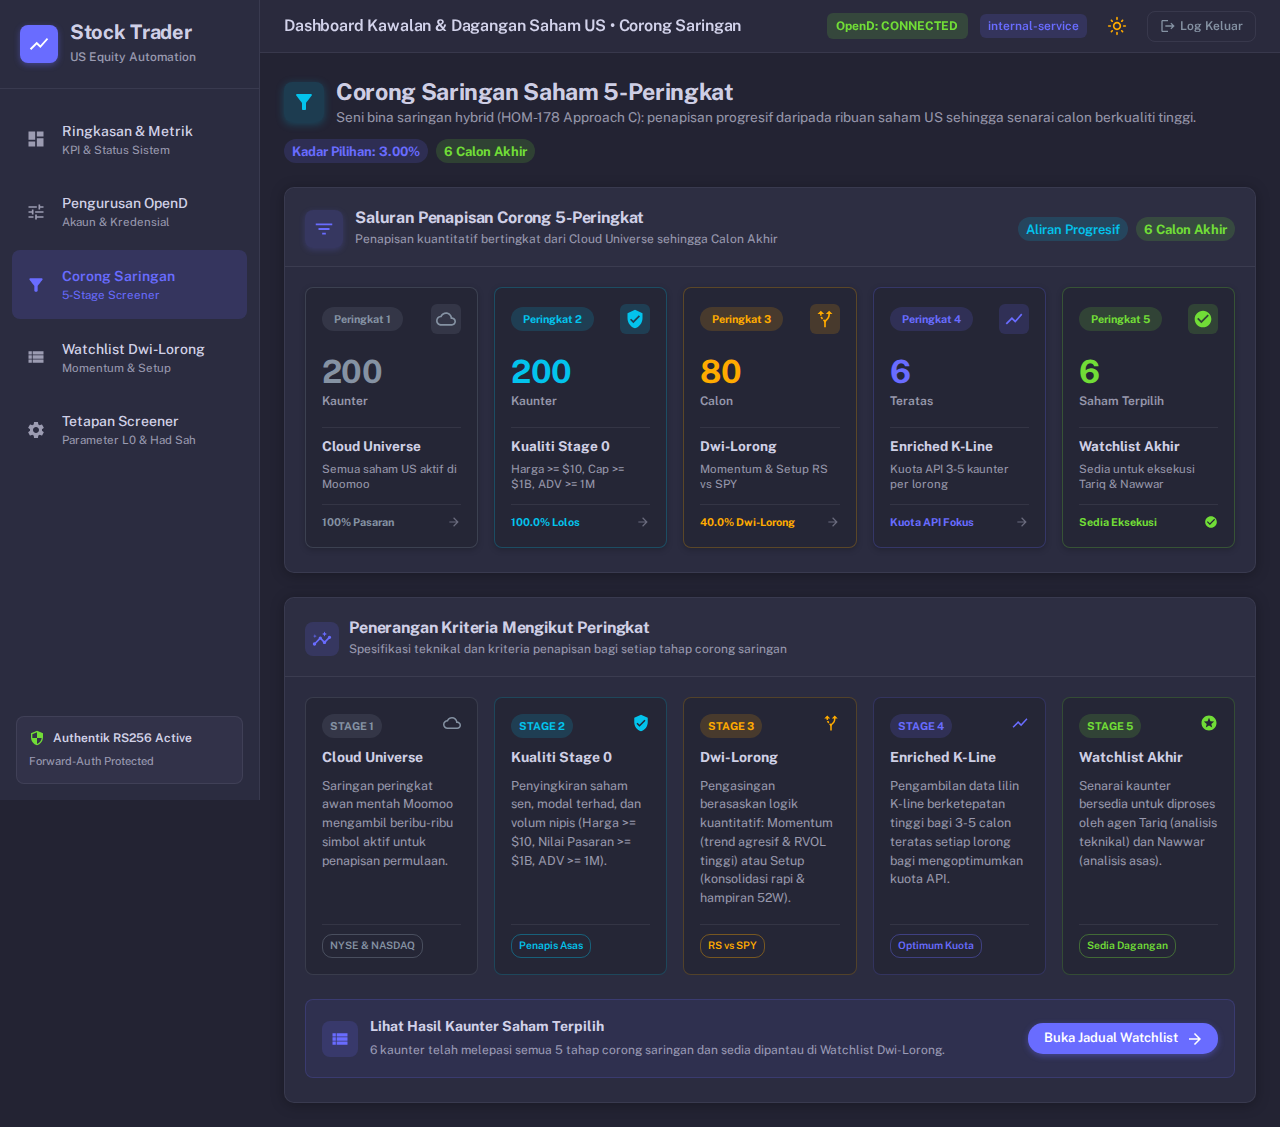 Stock Trader
US Equity Automation
Ringkasan & Metrik
KPI & Status Sistem
Pengurusan OpenD
Akaun & Kredensial
Corong Saringan
5-Stage Screener
Watchlist Dwi-Lorong
Momentum & Setup
Tetapan Screener
Parameter L0 & Had Sah
Authentik RS256 Active
Forward-Auth Protected
Dashboard Kawalan & Dagangan Saham US • Corong Saringan
OpenD: CONNECTED
internal-service
Log Keluar
Corong Saringan Saham 5-Peringkat
Seni bina saringan hybrid (HOM-178 Approach C): penapisan progresif daripada ribuan saham US sehingga senarai calon berkualiti tinggi.
Kadar Pilihan: 3.00%
6 Calon Akhir
Saluran Penapisan Corong 5-Peringkat
Penapisan kuantitatif bertingkat dari Cloud Universe sehingga Calon Akhir
Aliran Progresif
6 Calon Akhir
Peringkat 1
200
Kaunter
Cloud Universe
Semua saham US aktif di
Moomoo
100% Pasaran
Peringkat 2
200
Kaunter
Kualiti Stage 0
Harga >= $10, Cap >=
$1B, ADV >= 1M
100.0% Lolos
Peringkat 3
80
Calon
Dwi-Lorong
Momentum & Setup RS
vs SPY
40.0% Dwi-Lorong
Peringkat 4
6
Teratas
Enriched K-Line
Kuota API 3-5 kaunter
per lorong
Kuota API Fokus
Peringkat 5
6
Saham Terpilih
Watchlist Akhir
Sedia untuk eksekusi
Tariq & Nawwar
Sedia Eksekusi
Penerangan Kriteria Mengikut Peringkat
Spesifikasi teknikal dan kriteria penapisan bagi setiap tahap corong saringan
STAGE 1
Cloud Universe
Saringan peringkat
awan mentah Moomoo
mengambil beribu-ribu
simbol aktif untuk
penapisan permulaan.
NYSE & NASDAQ
STAGE 2
Kualiti Stage 0
Penyingkiran saham
sen, modal terhad, dan
volum nipis (Harga >=
$10, Nilai Pasaran >=
$1B, ADV >= 1M).
Penapis Asas
STAGE 3
Dwi-Lorong
Pengasingan
berasaskan logik
kuantitatif: Momentum
(trend agresif & RVOL
tinggi) atau Setup
(konsolidasi rapi &
hampiran 52W).
RS vs SPY
STAGE 4
Enriched K-Line
Pengambilan data lilin
K-line berketepatan
tinggi bagi 3-5 calon
teratas setiap lorong
bagi mengoptimumkan
kuota API.
Optimum Kuota
STAGE 5
Watchlist Akhir
Senarai kaunter
bersedia untuk diproses
oleh agen Tariq (analisis
teknikal) dan Nawwar
(analisis asas).
Sedia Dagangan
Lihat Hasil Kaunter Saham Terpilih
6 kaunter telah melepasi semua 5 tahap corong saringan dan sedia dipantau di Watchlist Dwi-Lorong.
Buka Jadual Watchlist